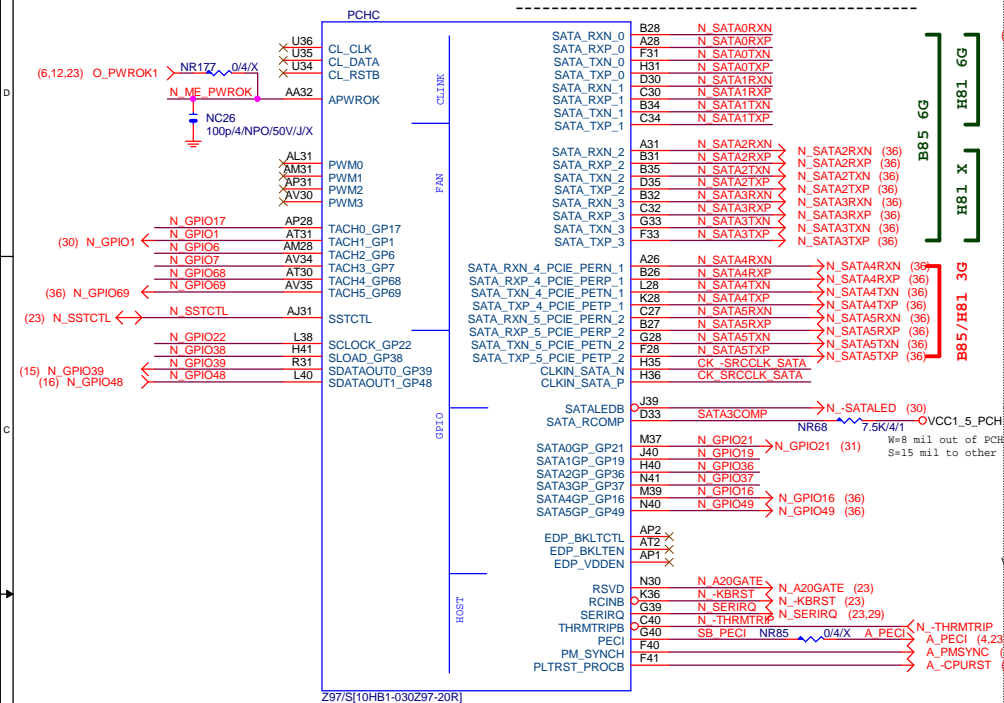 PCHC
D
C
U36 CL_CLK
U35 CL_DATA
U34 CL_RSTB
(6,12,23) O_PWROK1 NR177 0/4/X
N_ME_PWROK AA32 APWROK
NC26
100p/4/NPO/50V/J/X
AL31 PWM0
AM31 PWM1
AP31 PWM2
AV30 PWM3
N_GPIO17 AP28 TACH0_GP17
(30) N_GPIO1 N_GPIO1 AT31 TACH1_GP1
N_GPIO6 AM28 TACH2_GP6
N_GPIO7 AV34 TACH3_GP7
N_GPIO68 AT30 TACH4_GP68
(36) N_GPIO69 N_GPIO69 AV35 TACH5_GP69
(23) N_SSTCTL N_SSTCTL AJ31 SSTCTL
N_GPIO22 L38 SCLOCK_GP22
N_GPIO38 H41 SLOAD_GP38
(15) N_GPIO39 N_GPIO39 R31 SDATAOUT0_GP39
(16) N_GPIO48 N_GPIO48 L40 SDATAOUT1_GP48
CLINK
FAN
GPIO
HOST
SATA_RXN_0 B28 N_SATA0RXN
SATA_RXP_0 A28 N_SATA0RXP
SATA_TXN_0 F31 N_SATA0TXN
SATA_TXP_0 H31 N_SATA0TXP
SATA_RXN_1 D30 N_SATA1RXN
SATA_RXP_1 C30 N_SATA1RXP
SATA_TXN_1 B34 N_SATA1TXN
SATA_TXP_1 C34 N_SATA1TXP
SATA_RXN_2 A31 N_SATA2RXN N_SATA2RXN (36)
SATA_RXP_2 B31 N_SATA2RXP N_SATA2RXP (36)
SATA_TXN_2 B35 N_SATA2TXN N_SATA2TXN (36)
SATA_TXP_2 D35 N_SATA2TXP N_SATA2TXP (36)
SATA_RXN_3 B32 N_SATA3RXN N_SATA3RXN (36)
SATA_RXP_3 C32 N_SATA3RXP N_SATA3RXP (36)
SATA_TXN_3 G33 N_SATA3TXN N_SATA3TXN (36)
SATA_TXP_3 F33 N_SATA3TXP N_SATA3TXP (36)
B85 6G
H81 6G
H81 X
SATA_RXN_4_PCIE_PERN_1 A26 N_SATA4RXN N_SATA4RXN (36)
SATA_RXP_4_PCIE_PERP_1 B26 N_SATA4RXP N_SATA4RXP (36)
SATA_TXN_4_PCIE_PETN_1 L28 N_SATA4TXN N_SATA4TXN (36)
SATA_TXP_4_PCIE_PETP_1 K28 N_SATA4TXP N_SATA4TXP (36)
SATA_RXN_5_PCIE_PERN_2 C27 N_SATA5RXN N_SATA5RXN (36)
SATA_RXP_5_PCIE_PERP_2 B27 N_SATA5RXP N_SATA5RXP (36)
SATA_TXN_5_PCIE_PETN_2 G28 N_SATA5TXN N_SATA5TXN (36)
SATA_TXP_5_PCIE_PETP_2 F28 N_SATA5TXP N_SATA5TXP (36)
B85/H81 3G
CLKIN_SATA_N H35 CK_-SRCCLK_SATA
CLKIN_SATA_P H36 CK_SRCCLK_SATA
SATALEDB J39 N_-SATALED (30)
SATA_RCOMP D33 SATA3COMP NR68 7.5K/4/1 VCC1_5_PCH
W=8 mil out of PCH
S=15 mil to other
SATA0GP_GP21 M37 N_GPIO21 N_GPIO21 (31)
SATA1GP_GP19 J40 N_GPIO19
SATA2GP_GP36 H40 N_GPIO36
SATA3GP_GP37 N41 N_GPIO37
SATA4GP_GP16 M39 N_GPIO16 N_GPIO16 (36)
SATA5GP_GP49 N40 N_GPIO49 N_GPIO49 (36)
EDP_BKLTCTL AP2
EDP_BKLTEN AT2
EDP_VDDEN AP1
RSVD N30 N_A20GATE N_A20GATE (23)
RCINB K36 N_-KBRST N_-KBRST (23)
SERIRQ G39 N_SERIRQ N_SERIRQ (23,29)
THRMTRIPB C40 N_-THRMTRIP N_-THRMTRIP
PECI G40 SB_PECI NR85 0/4/X A_PECI A_PECI (4,23
PM_SYNCH F40 A_PMSYNC (
PLTRST_PROCB F41 A_-CPURST (
Z97/S[10HB1-030Z97-20R]